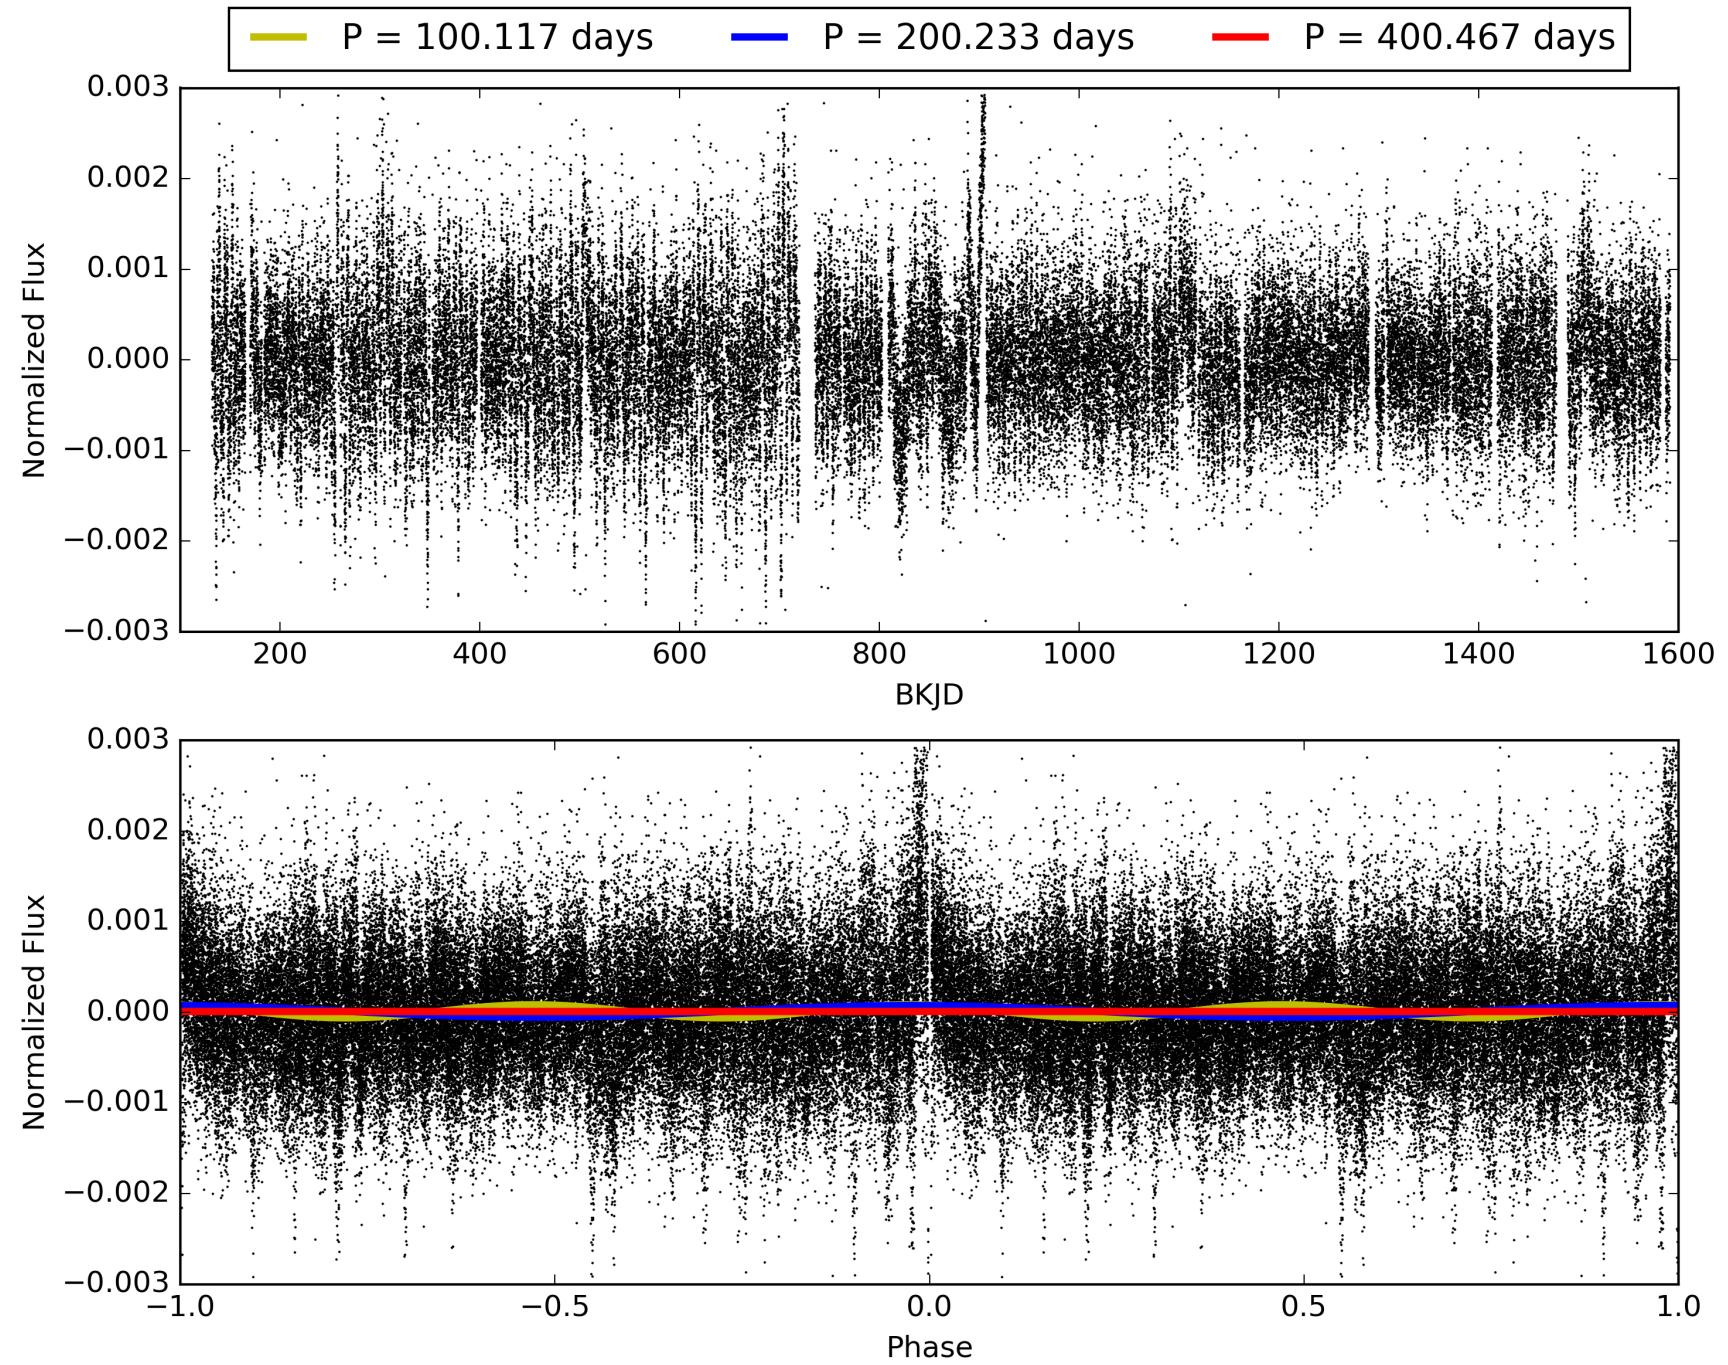 P = 100.117 days P = 200.233 days P = 400.467 days
0.003
0.002
0.001
0.000
−0.001
−0.002
−0.003
Normalized Flux
200 400 600 800 1000 1200 1400 1600
BKJD
0.003
0.002
0.001
0.000
−0.001
−0.002
−0.003
Normalized Flux
−1.0 −0.5 0.0 0.5 1.0
Phase